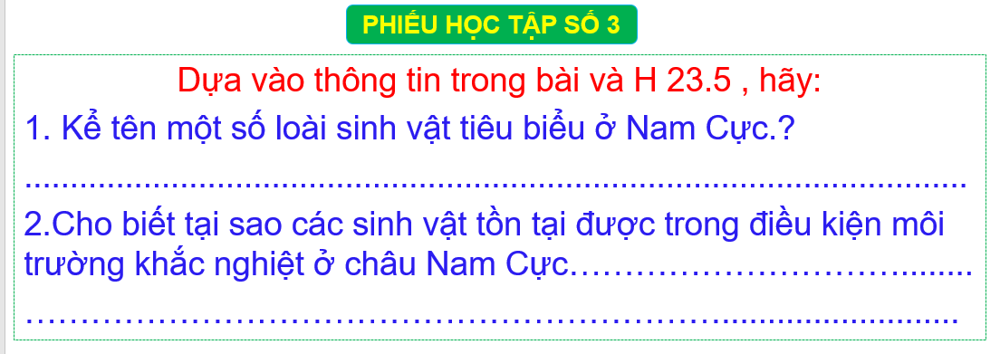 PHIẾU HỌC TẬP SỐ 3
Dựa vào thông tin trong bài và H 23.5 , hãy:
1. Kể tên một số loài sinh vật tiêu biểu ở Nam Cực.?
..........................................................................................................
2.Cho biết tại sao các sinh vật tồn tại được trong điều kiện môi
trường khắc nghiệt ở châu Nam Cực…………………………........
……………………………………………………….........................